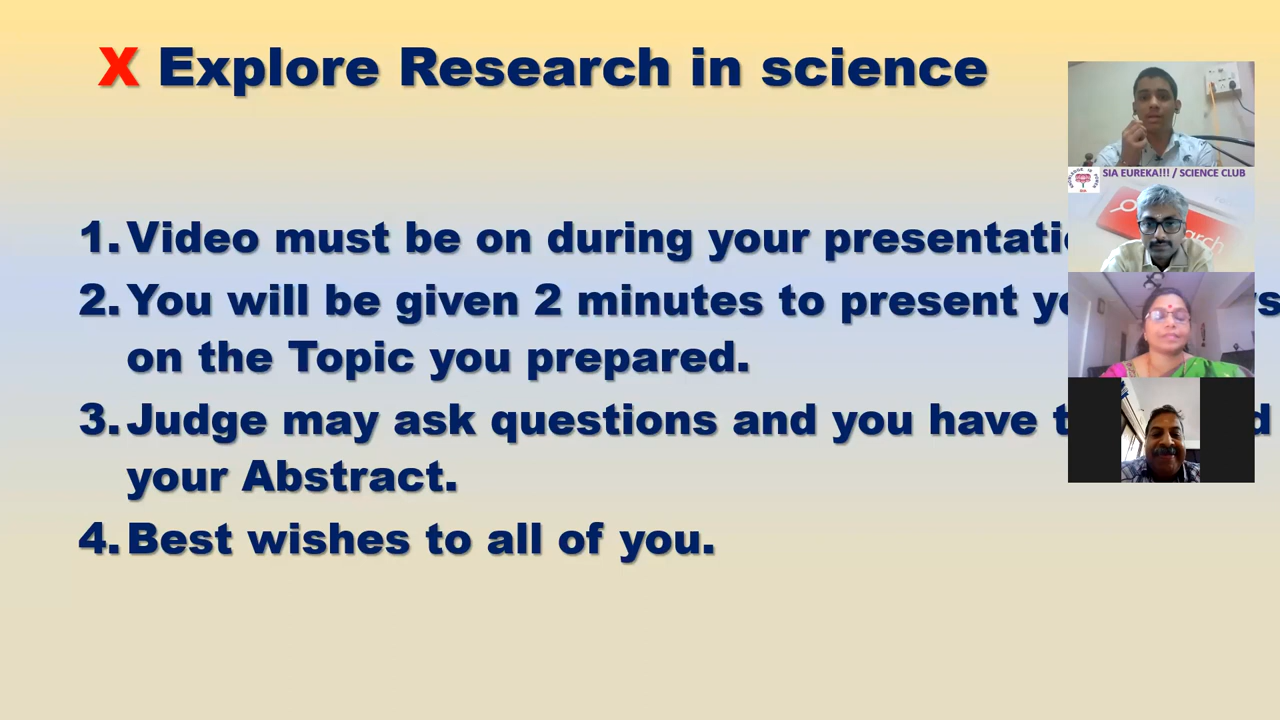 X Explore Research in science
SIA EUREKA!!! / SCIENCE CLUB
1. Video must be on during your presentati
2. You will be given 2 minutes to present
on the Topic you prepared.
3. Judge may ask questions and you have
your Abstract.
4. Best wishes to all of you.